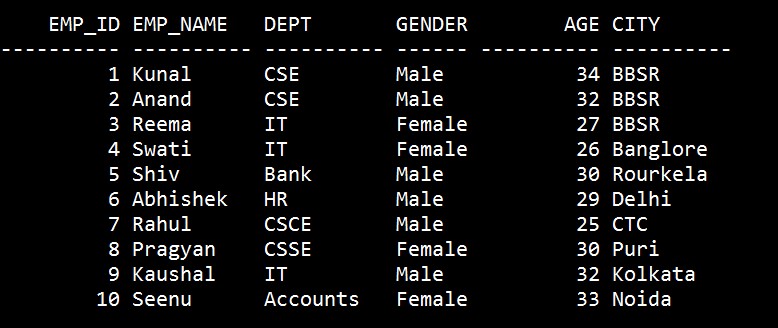 EMP_ID EMP_NAME DEPT GENDER AGE CITY
---------- ---------- ---------- ------ ---------- ----------
1 Kunal CSE Male 34 BBSR
2 Anand CSE Male 32 BBSR
3 Reema IT Female 27 BBSR
4 Swati IT Female 26 Banglore
5 Shiv Bank Male 30 Rourkela
6 Abhishek HR Male 29 Delhi
7 Rahul CSCE Male 25 CTC
8 Pragyan CSSE Female 30 Puri
9 Kaushal IT Male 32 Kolkata
10 Seenu Accounts Female 33 Noida